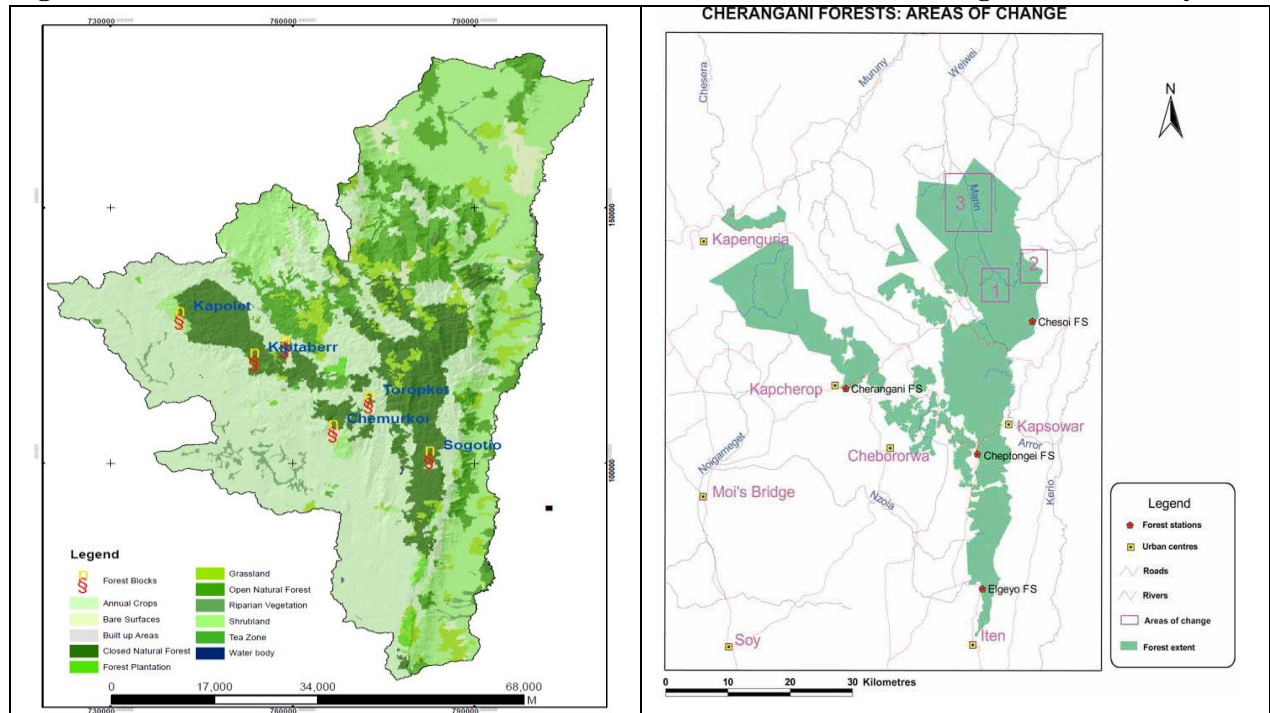 CHERANGANI FORESTS: AREAS OF CHANGE
730000
760000
790000
150000
100000
Kapolet
Kiptaberr
Toropket
Chemurkoi
Sogotio
Legend
Forest Blocks
Annual Crops
Bare Surfaces
Built up Areas
Closed Natural Forest
Forest Plantation
Grassland
Open Natural Forest
Riparian Vegetation
Shrubland
Tea Zone
Water body
0 17,000 34,000 68,000
M
730000
760000
790000
Chesera
Muruny
Weiwei
N
3
Marin
Kapenguria
2
1
Chesoi FS
Kapcherop
Cherangani FS
Kapsowar
Arror
Cheptongei FS
Chebororwa
Noigameget
Moi's Bridge
Nzoia
Kerio
Elgeyo FS
Soy
Iten
Legend
Forest stations
Urban centres
Roads
Rivers
Areas of change
Forest extent
0 10 20 30 Kilometres